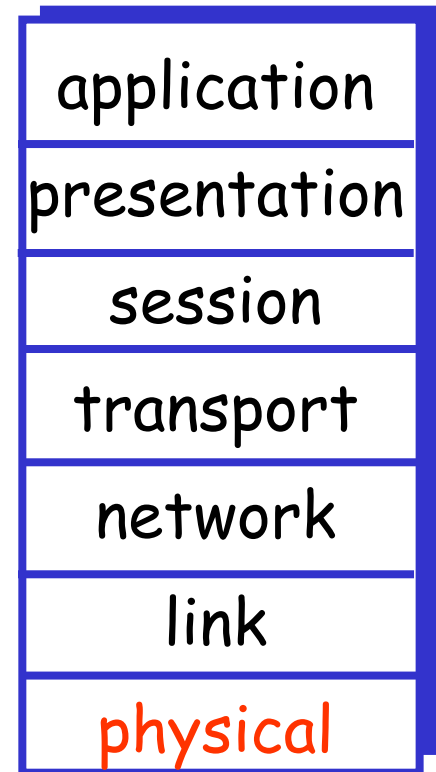 application
presentation
session
transport
network
link
physical